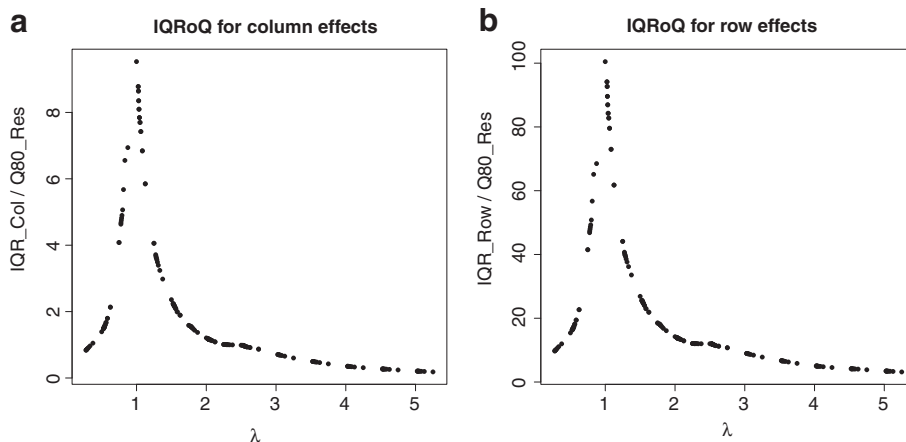 a
IQRoQ for column effects
IQR_Col / Q80_Res
0 2 4 6 8
1 2 3 4 5
λ
b
IQRoQ for row effects
IQR_Row / Q80_Res
0 20 40 60 80 100
1 2 3 4 5
λ